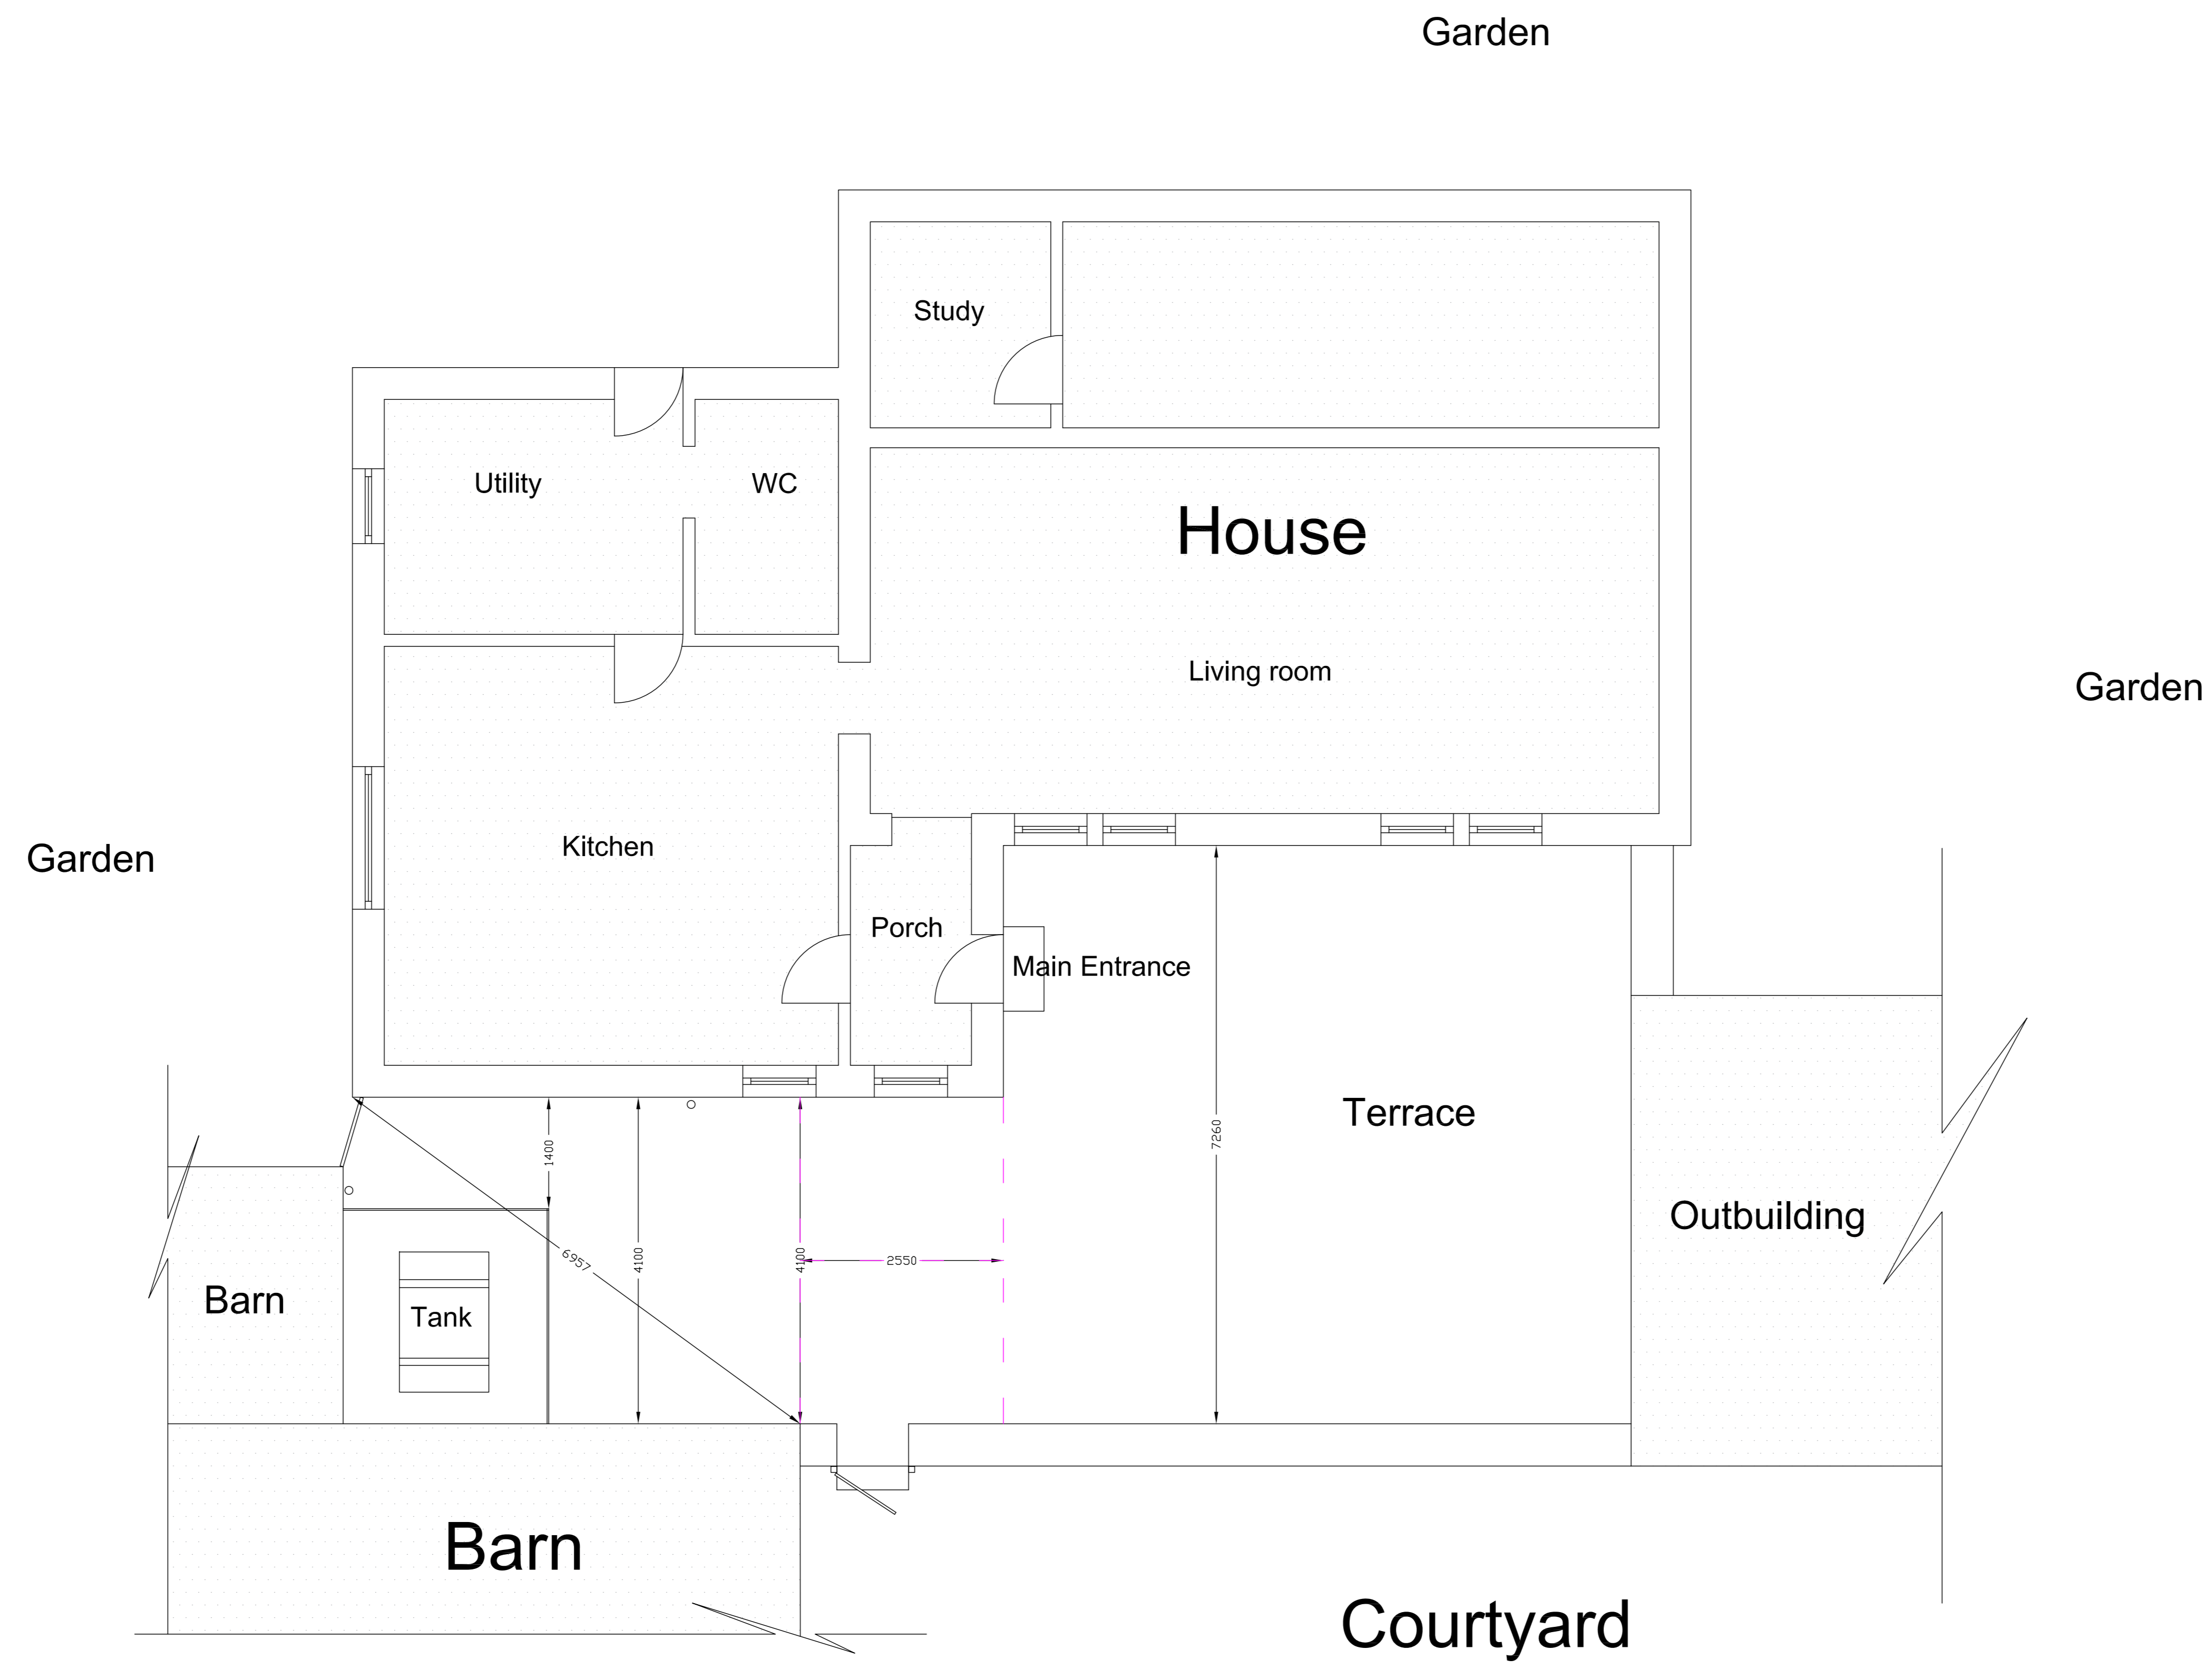 Garden
Study
Utility
WC
House
Living room
Garden
Kitchen
Garden
Porch
Main Entrance
Terrace
1400
7260
Outbuilding
6957
4100
4100
2550
Barn
Tank
Barn
Courtyard